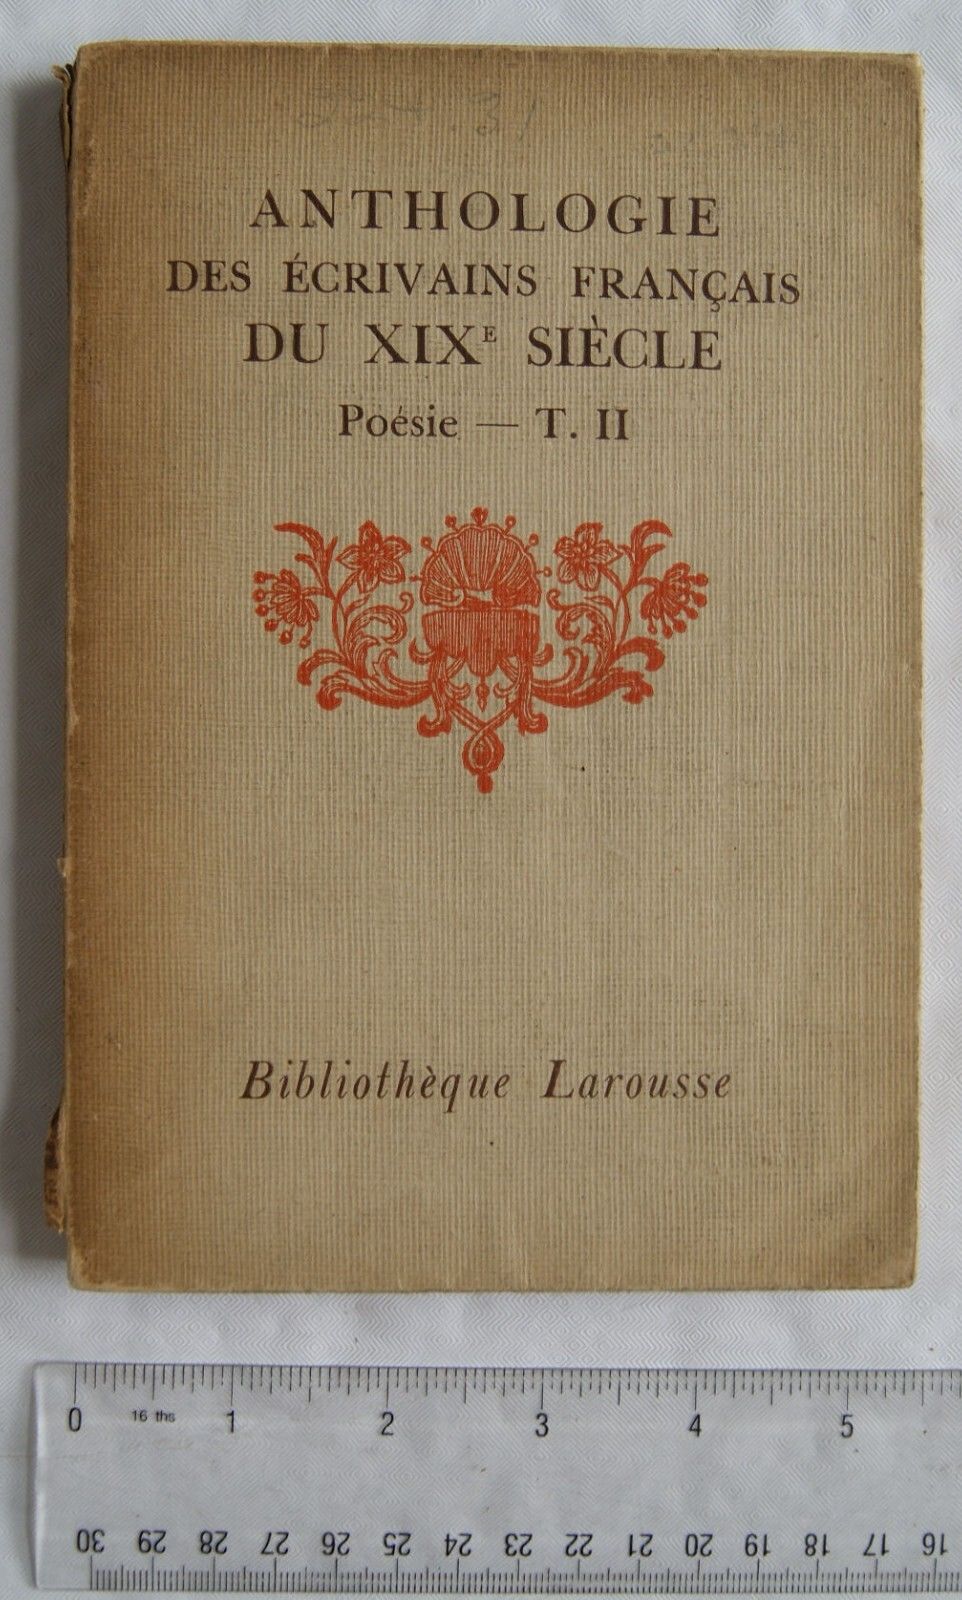 ANTHOLOGIE
DES ÉCRIVAINS FRANÇAIS
DU XIXE SIÈCLE
Poésie — T. II
Bibliothèque Larousse
0 16 ths 1 2 3 4 5
30 29 28 27 26 25 24 23 22 21 20 19 18 17 16